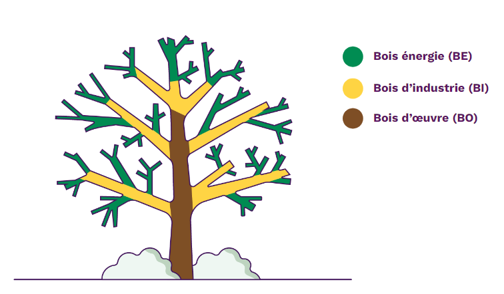 Bois énergie (BE)
Bois d’industrie (BI)
Bois d’œuvre (BO)